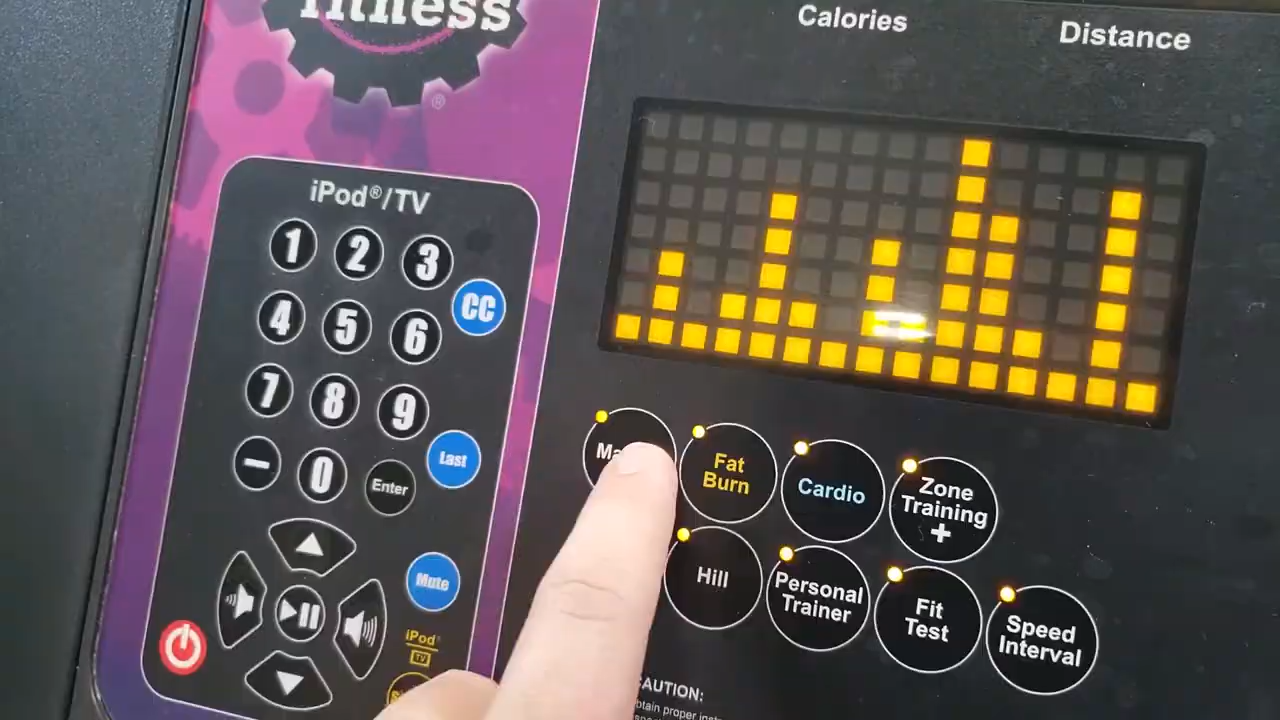 fitness
®
Calories
Distance
iPod®/TV
1
2
3
CC
4
5
6
7
8
9
Last
0
Enter
Mute
iPod
TV
Fat
Burn
Cardio
Zone
Training
+
Hill
Personal
Trainer
Fit
Test
Speed
Interval
CAUTION: